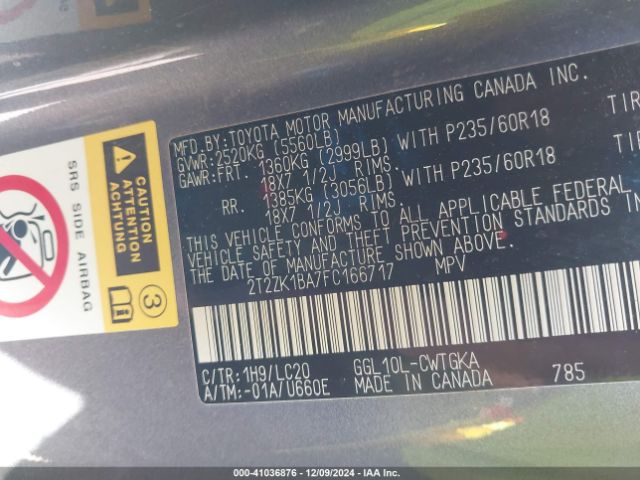 CAUTION
ACHTUNG
SRS SIDE AIRBAG
3
MFD. BY: TOYOTA MOTOR MANUFACTURING CANADA INC.
GVWR: 2520KG (5560LB)
GAWR: FRT. 1360KG (2999LB) WITH P235/60R18 TIR
18X7 1/2J RIMS.
RR. 1385KG (3056LB) WITH P235/60R18 TI
18X7 1/2J RIMS.
THIS VEHICLE CONFORMS TO ALL APPLICABLE FEDERAL
VEHICLE SAFETY AND THEFT PREVENTION STANDARDS IN
THE DATE OF MANUFACTURE SHOWN ABOVE.
2T2ZK1BA7FC166717 MPV
C/TR: 1H9/LC20 GGL10L-CWTGKA
A/TM: -01A/U660E MADE IN CANADA 785
000-41036876 | 12/09/2024 | IAA Inc.